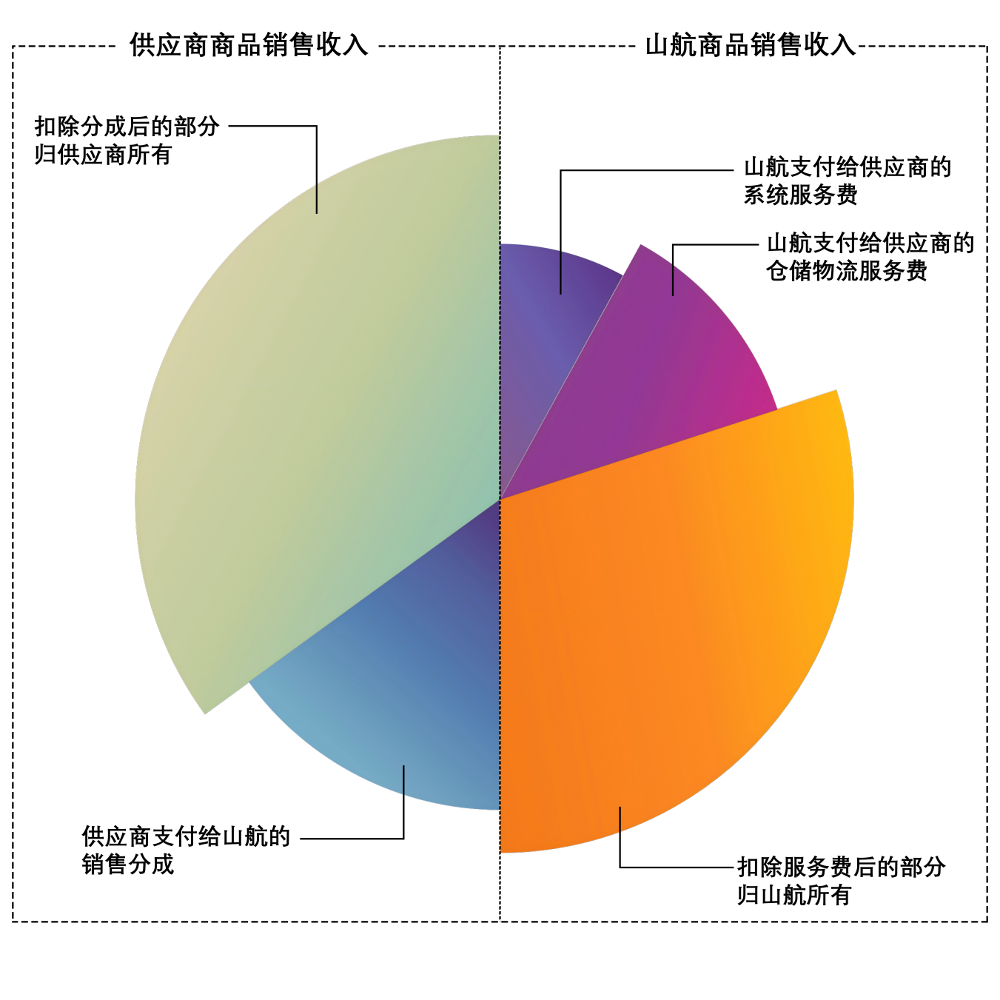 供应商商品销售收入
山航商品销售收入
扣除分成后的部分
归供应商所有
山航支付给供应商的
系统服务费
山航支付给供应商的
仓储物流服务费
供应商支付给山航的
销售分成
扣除服务费后的部分
归山航所有